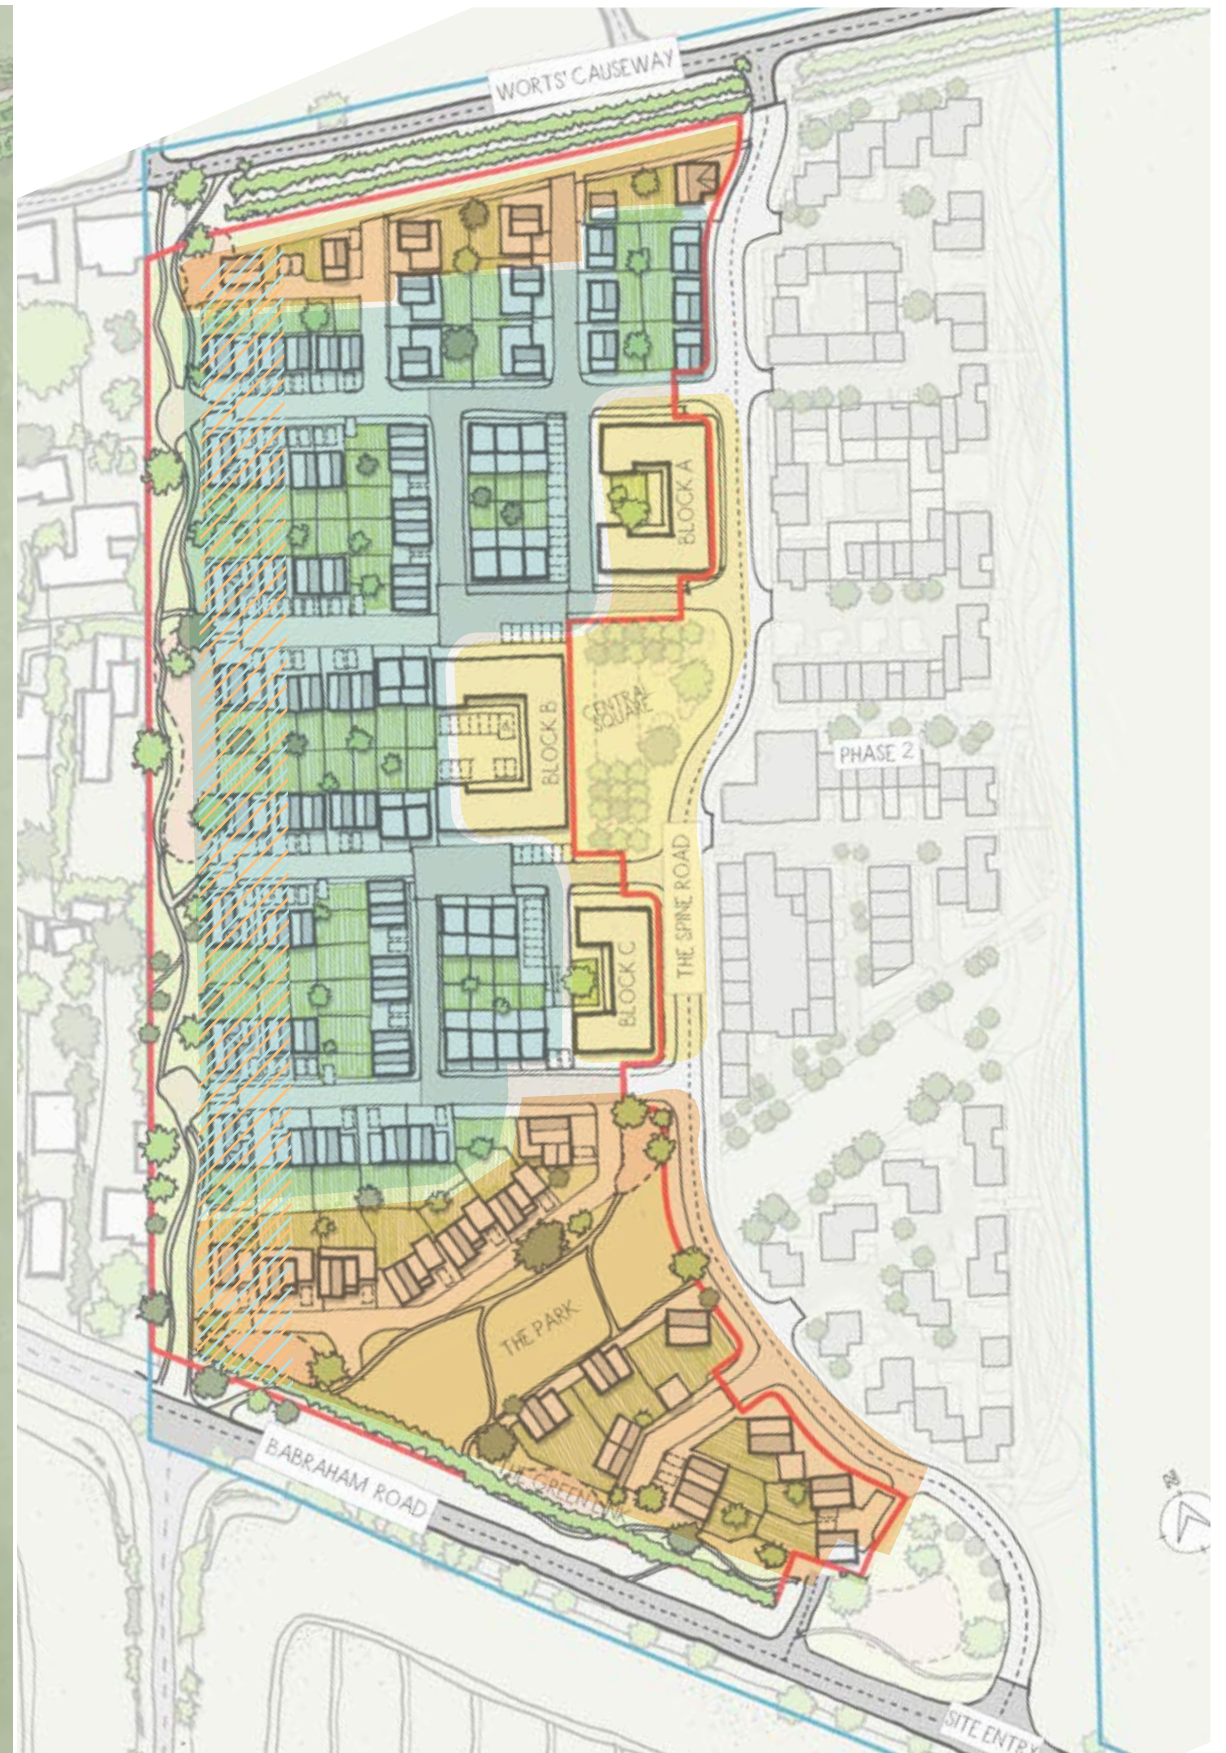 WORTS' CAUSEWAY
BLOCK A
CENTRAL
SQUARE
BLOCK B
PHASE 2
THE SPINE ROAD
BLOCK C
THE PARK
THE GREEN LINK
BABRAHAM ROAD
SITE ENTRY
N